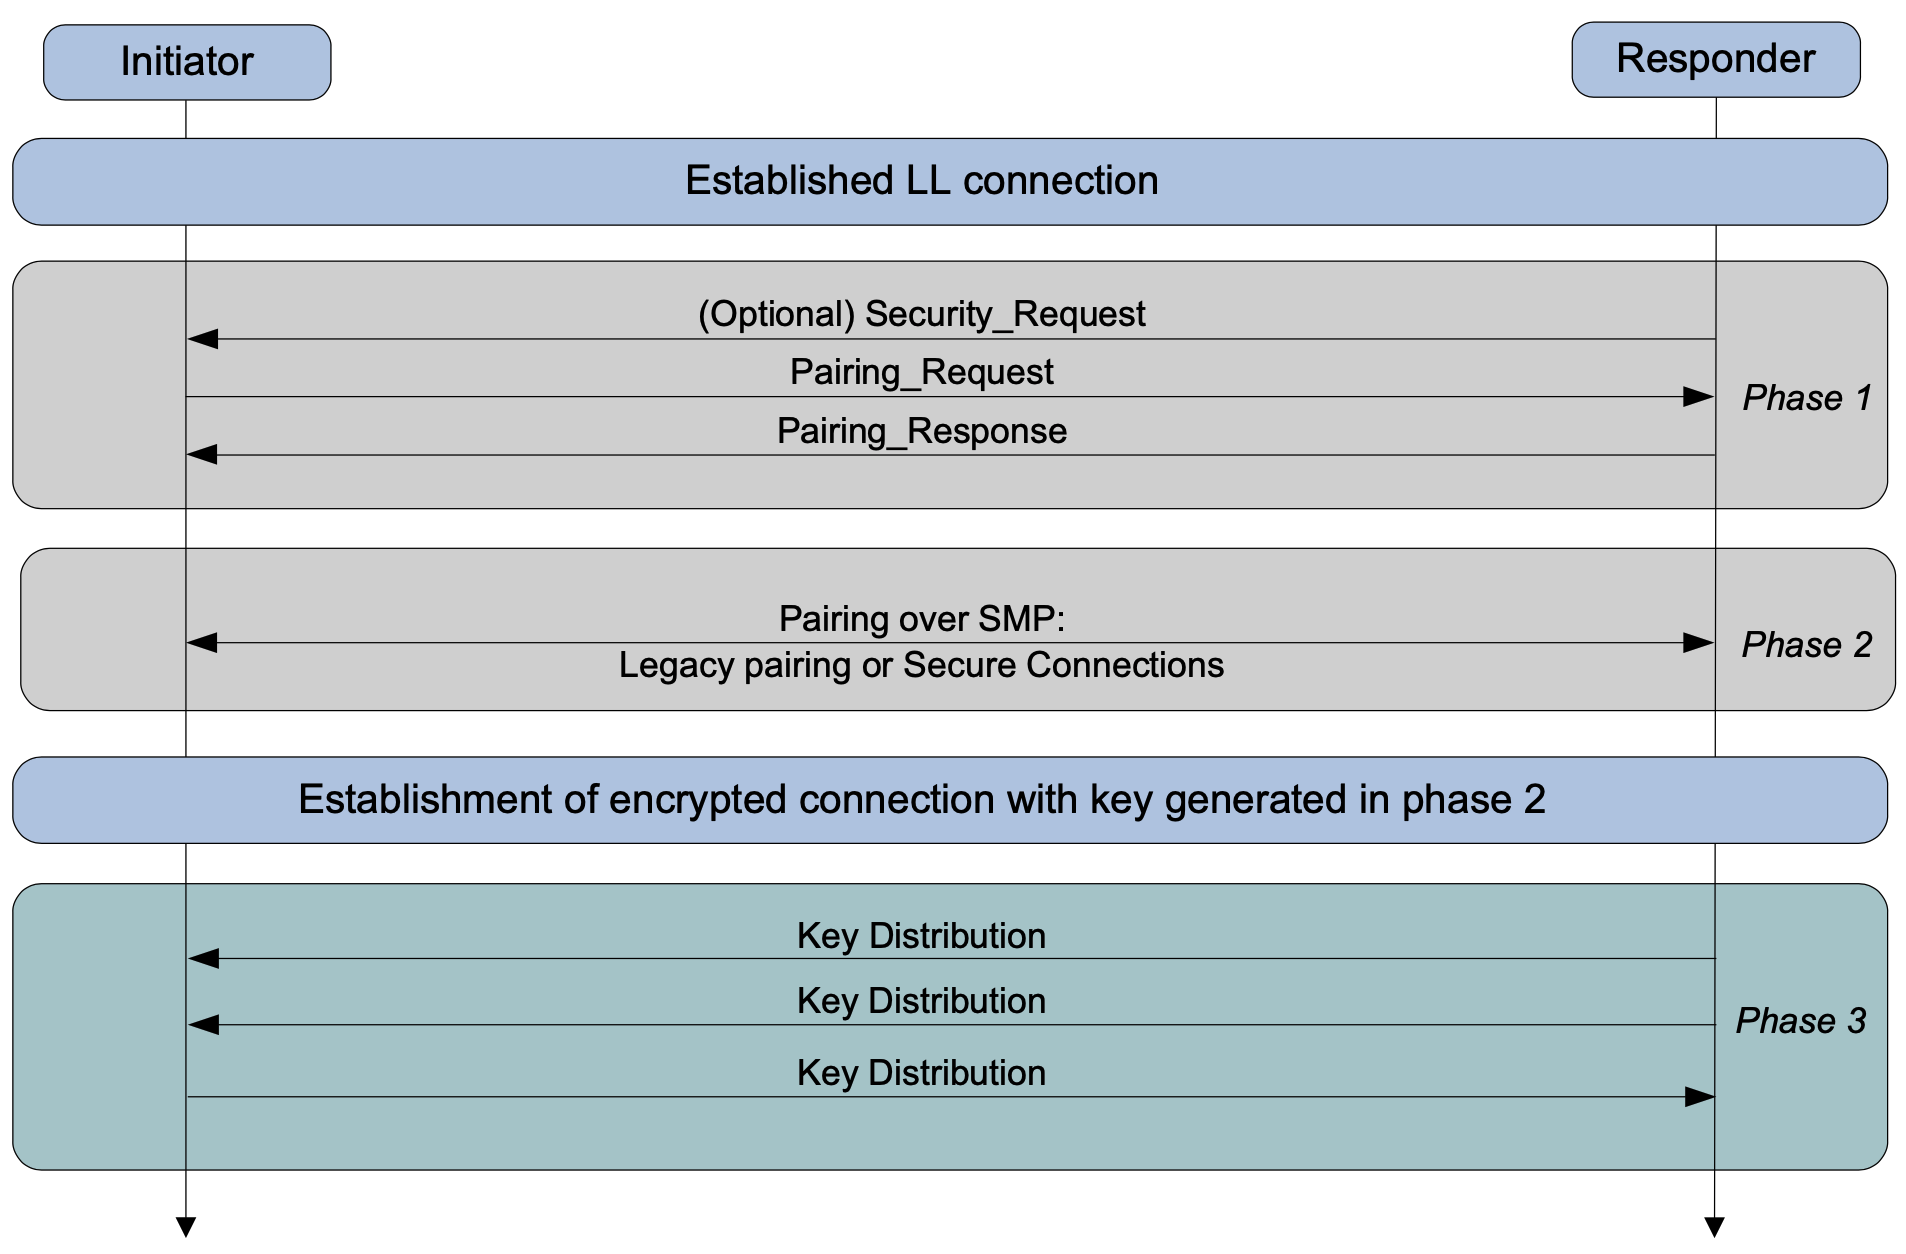 Initiator
Responder
Established LL connection
(Optional) Security_Request
Pairing_Request
Phase 1
Pairing_Response
Pairing over SMP:
Phase 2
Legacy pairing or Secure Connections
Establishment of encrypted connection with key generated in phase 2
Key Distribution
Key Distribution
Phase 3
Key Distribution